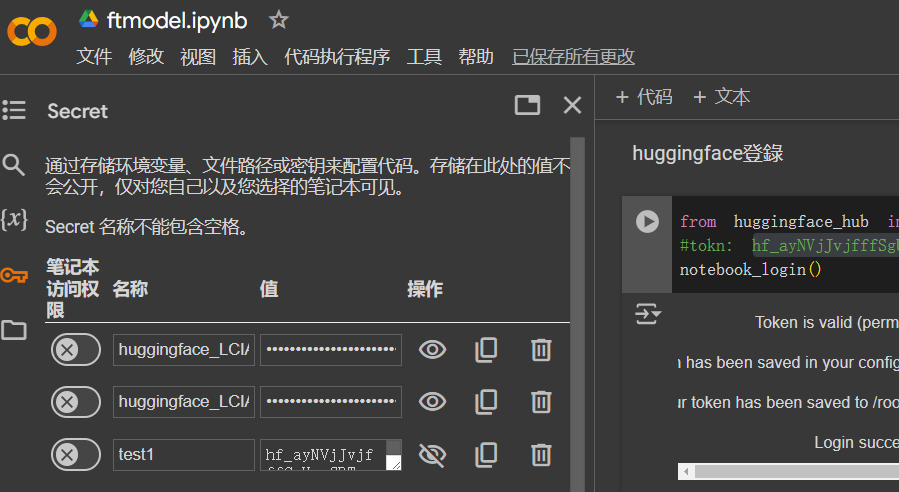 ftmodel.ipynb
文件 修改 视图 插入 代码执行程序 工具 帮助 已保存所有更改
Secret
+ 代码 + 文本
通过存储环境变量、文件路径或密钥来配置代码。存储在此处的值不
会公开，仅对您自己以及您选择的笔记本可见。
Secret 名称不能包含空格。
笔记本
访问权
限
名称 值 操作
huggingface_LCIA
huggingface_LCIA
test1
hf_ayNVjJvjf
huggingface登錄
from huggingface_hub
#tokn: hf_ayNVjJvjfffSg
notebook_login()
Token is valid (perm
has been saved in your config
token has been saved to /roo
Login succe